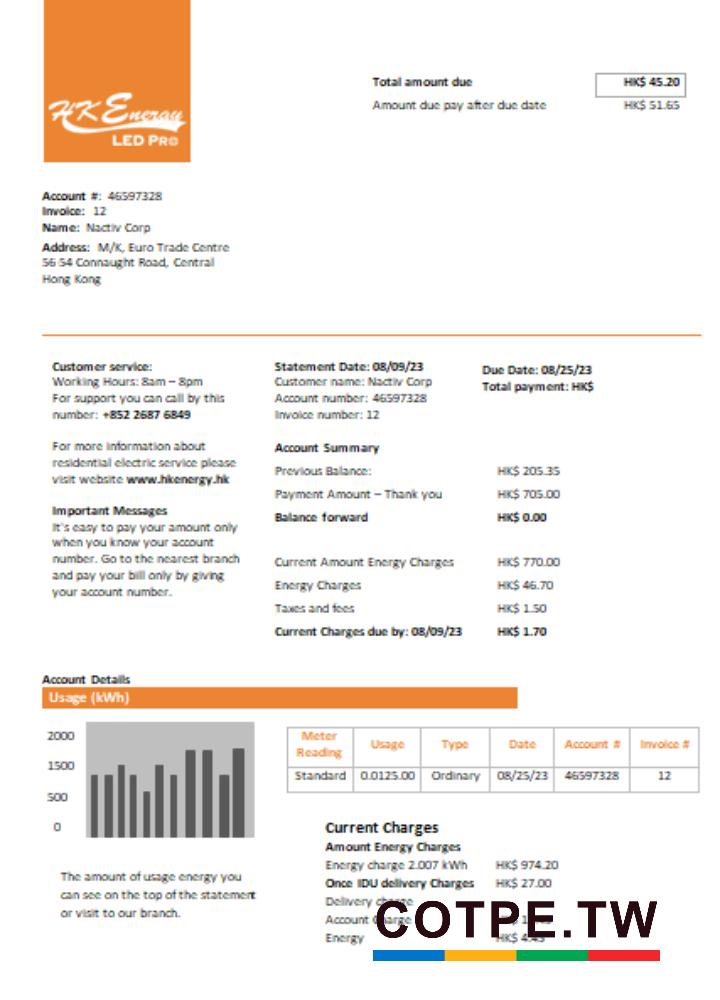 HK Energy
LED PRO
Total amount due HK$ 45.20
Amount due pay after due date HK$ 51.65
Account #: 46597328
Invoice: 12
Name: Nactiv Corp
Address: M/K, Euro Trade Centre
56-54 Connaught Road, Central
Hong Kong
Customer service:
Working Hours: 8am – 8pm
For support you can call by this
number: +852 2687 6849
For more information about
residential electric service please
visit website www.hkenergy.hk
Important Messages
It's easy to pay your amount only
when you know your account
number. Go to the nearest branch
and pay your bill only by giving
your account number.
Statement Date: 08/09/23
Customer name: Nactiv Corp
Account number: 46597328
Invoice number: 12
Due Date: 08/25/23
Total payment: HK$
Account Summary
Previous Balance: HK$ 205.35
Payment Amount – Thank you HK$ 705.00
Balance forward HK$ 0.00
Current Amount Energy Charges HK$ 770.00
Energy Charges HK$ 46.70
Taxes and fees HK$ 1.50
Current Charges due by: 08/09/23 HK$ 1.70
Account Details
Usage (kWh)
2000
1500
500
0
Meter Reading Usage Type Date Account # Invoice #
Standard 0.0125.00 Ordinary 08/25/23 46597328 12
The amount of usage energy you
can see on the top of the statement
or visit to our branch.
Current Charges
Amount Energy Charges
Energy charge 2.007 kWh HK$ 974.20
Once IDU delivery Charges HK$ 27.00
Delivery charge
Account Charge HK$
Energy HK$ 4.45
COTPE.TW